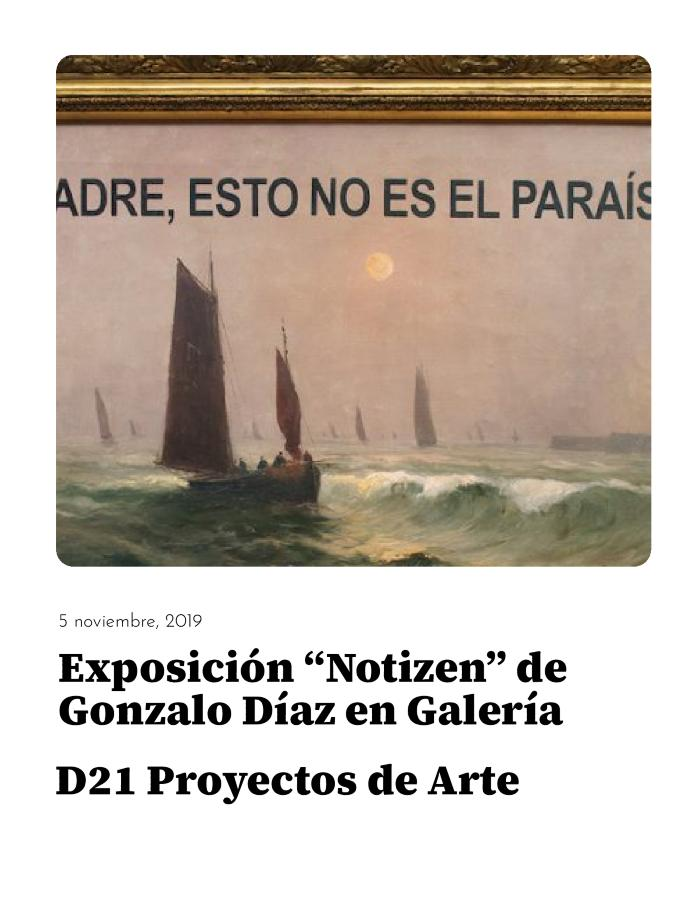 ADRE, ESTO NO ES EL PARAÍS
5 noviembre, 2019
Exposición “Notizen” de
Gonzalo Díaz en Galería
D21 Proyectos de Arte